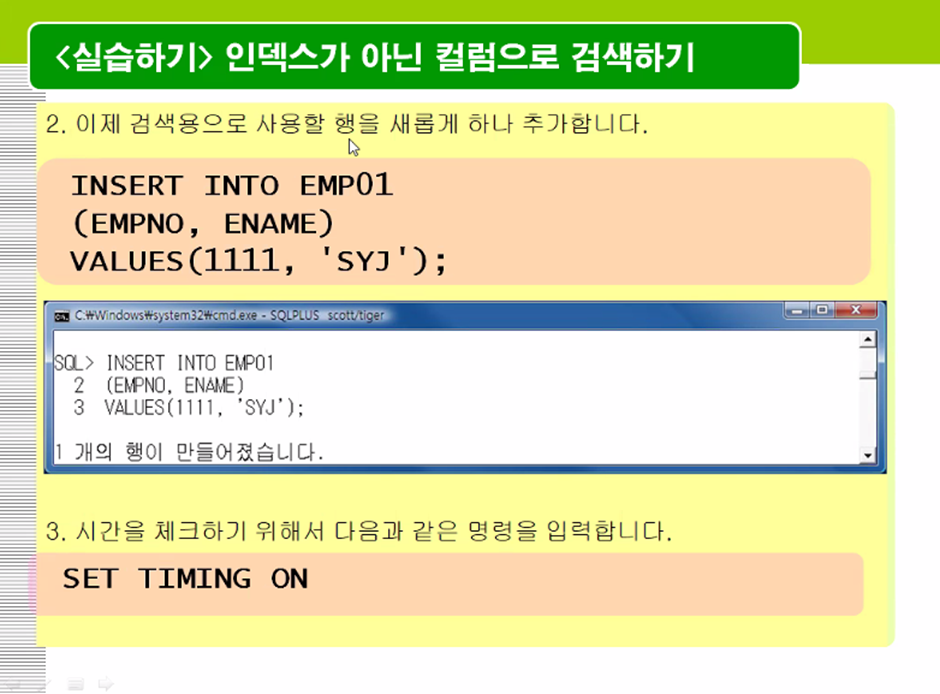 <실습하기> 인덱스가 아닌 컬럼으로 검색하기
2. 이제 검색용으로 사용할 행을 새롭게 하나 추가합니다.
INSERT INTO EMP01
(EMPNO, ENAME)
VALUES(1111, 'SYJ');
C:₩Windows₩system32₩cmd.exe - SQLPLUS scott/tiger
SQL> INSERT INTO EMP01
2 (EMPNO, ENAME)
3 VALUES(1111, 'SYJ');
1 개의 행이 만들어졌습니다.
3. 시간을 체크하기 위해서 다음과 같은 명령을 입력합니다.
SET TIMING ON